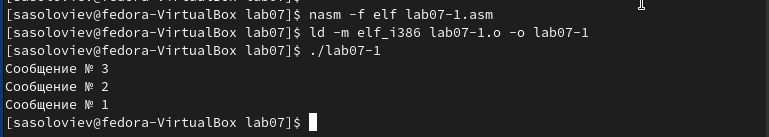 [sasoloviev@fedora-VirtualBox lab07]$ nasm -f elf lab07-1.asm
[sasoloviev@fedora-VirtualBox lab07]$ ld -m elf_i386 lab07-1.o -o lab07-1
[sasoloviev@fedora-VirtualBox lab07]$ ./lab07-1
Сообщение № 3
Сообщение № 2
Сообщение № 1
[sasoloviev@fedora-VirtualBox lab07]$